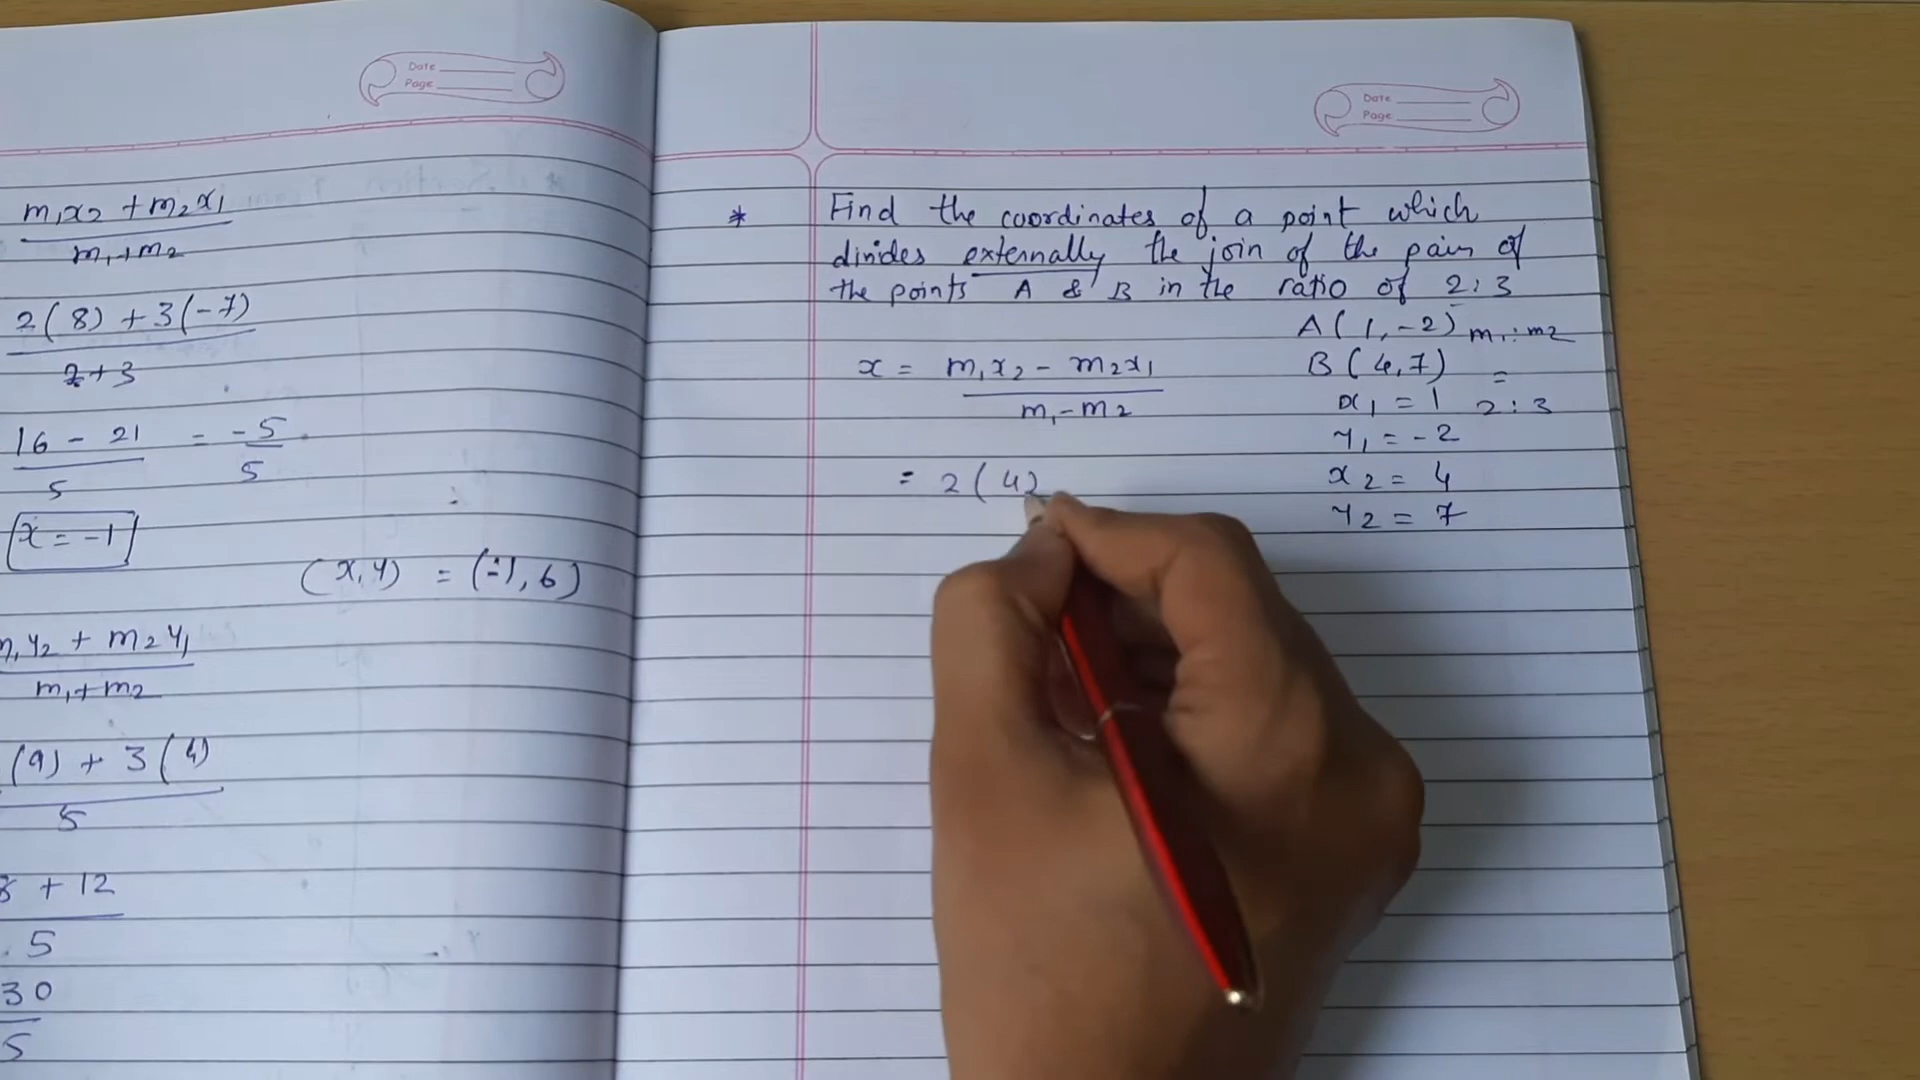 Date
Page
m₁x₂ + m₂x₁
m₁+m₂
2(8) + 3(-7)
2+3
16 - 21 = -5
5 5
x = -1
(x,y) = (-1,6)
y₂ + m₂y₁
m₁+m₂
(9) + 3(4)
5
+ 12
5
30
5
Date
Page
* Find the coordinates of a point which
divides externally the join of the pair of
the points A & B in the ratio of 2:3
A(1,-2) m₁:m₂
x = m₁x₂ - m₂x₁
m₁-m₂
B(4,7) =
x₁ = 1 2:3
y₁ = -2
= 2(4)
x₂ = 4
y₂ = 7